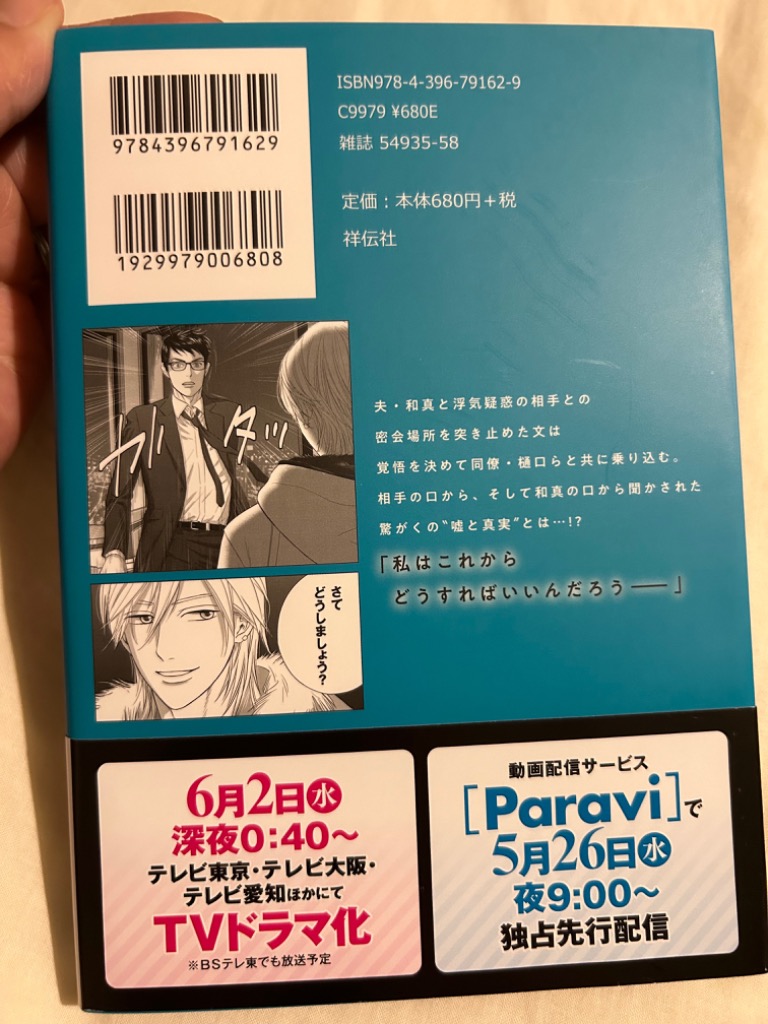 9784396791629
1929979006808
ISBN978-4-396-79162-9
C9979 ¥680E
雑誌 54935-58
定価：本体680円＋税
祥伝社
ガタッ
さて
どうしましょう？
夫・和真と浮気疑惑の相手との
密会場所を突き止めた文は
覚悟を決めて同僚・樋口らと共に乗り込む。
相手の口から、そして和真の口から聞かされた
驚がくの“嘘と真実”とは…!?
「私はこれから
どうすればいいんだろう――」
6月2日㊌
深夜0：40～
テレビ東京・テレビ大阪・
テレビ愛知ほかにて
TVドラマ化
※BSテレ東でも放送予定
動画配信サービス
[Paravi]で
5月26日㊌
夜9：00～
独占先行配信